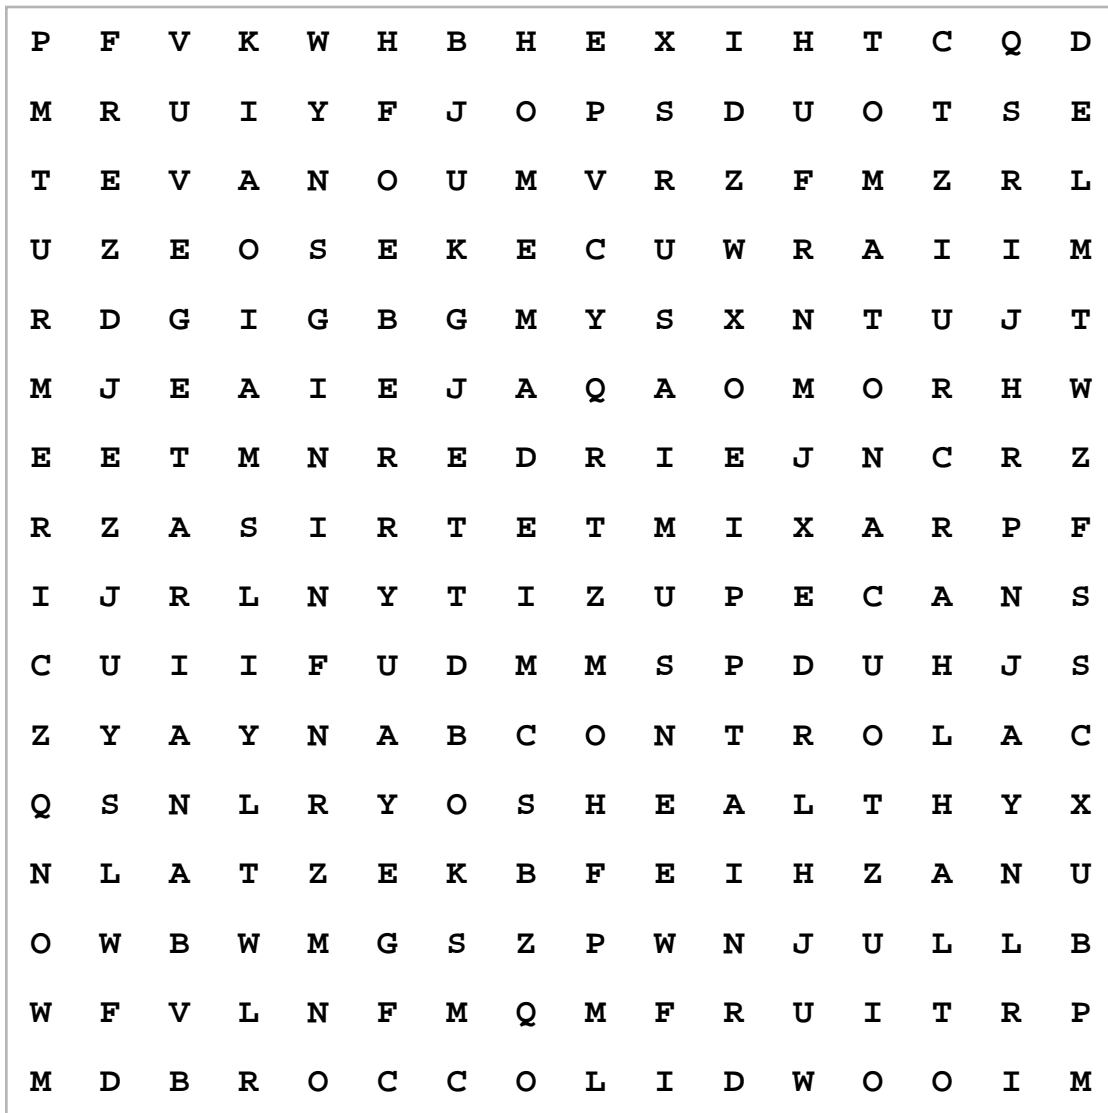 P F V K W H B H E X I H T C Q D
M R U I Y F J O P S D U O T S E
T E V A N O U M V R Z F M Z R L
U Z E O S E K E C U W R A I I M
R D G I G B G M Y S X N T U J T
M J E A I E J A Q A O M O R H W
E E T M N R E D R I E J N C R Z
R Z A S I R T E T M I X A R P F
I J R L N Y T I Z U P E C A N S
C U I I F U D M M S P D U H J S
Z Y A Y N A B C O N T R O L A C
Q S N L R Y O S H E A L T H Y X
N L A T Z E K B F E I H Z A N U
O W B W M G S Z P W N J U L L B
W F V L N F M Q M F R U I T R P
M D B R O C C O L I D W O O I M